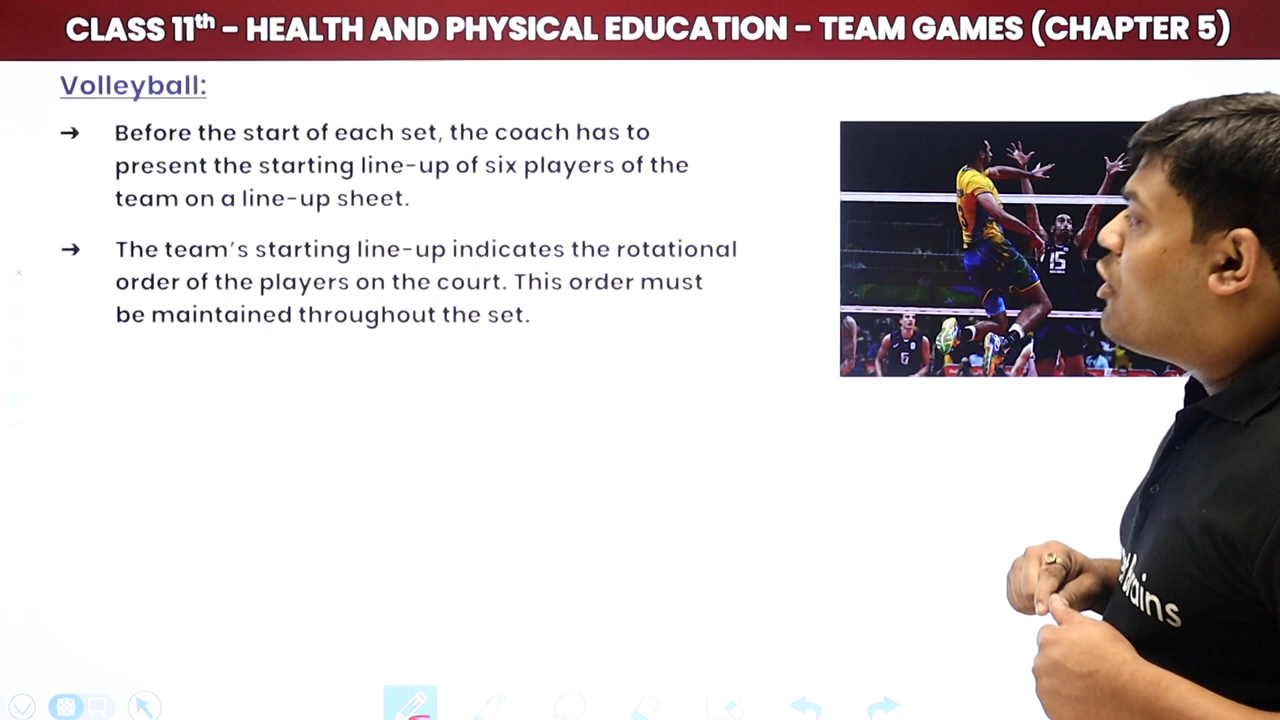 CLASS 11th – HEALTH AND PHYSICAL EDUCATION – TEAM GAMES (CHAPTER 5)
Volleyball:
→ Before the start of each set, the coach has to
present the starting line-up of six players of the
team on a line-up sheet.
→ The team's starting line-up indicates the rotational
order of the players on the court. This order must
be maintained throughout the set.
15
6